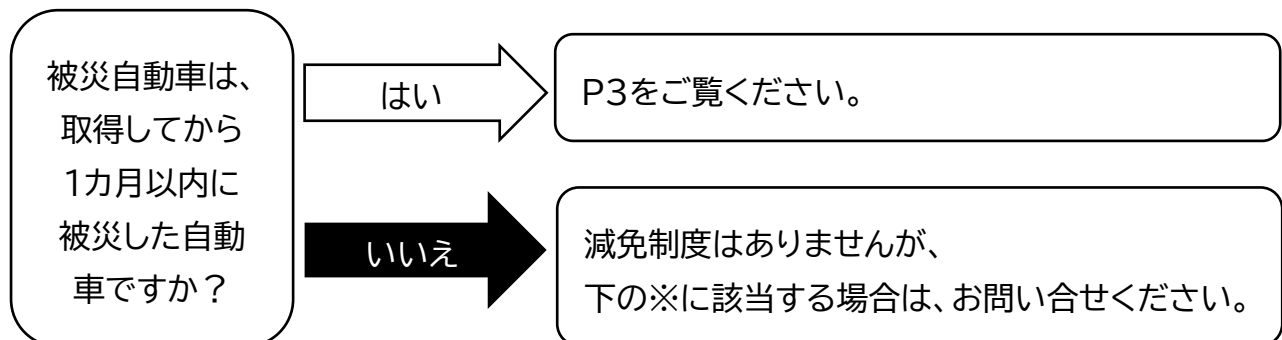 被災自動車は、
取得してから
1カ月以内に
被災した自動
車ですか？
はい
P3をご覧ください。
いいえ
減免制度はありませんが、
下の※に該当する場合は、お問い合せください。